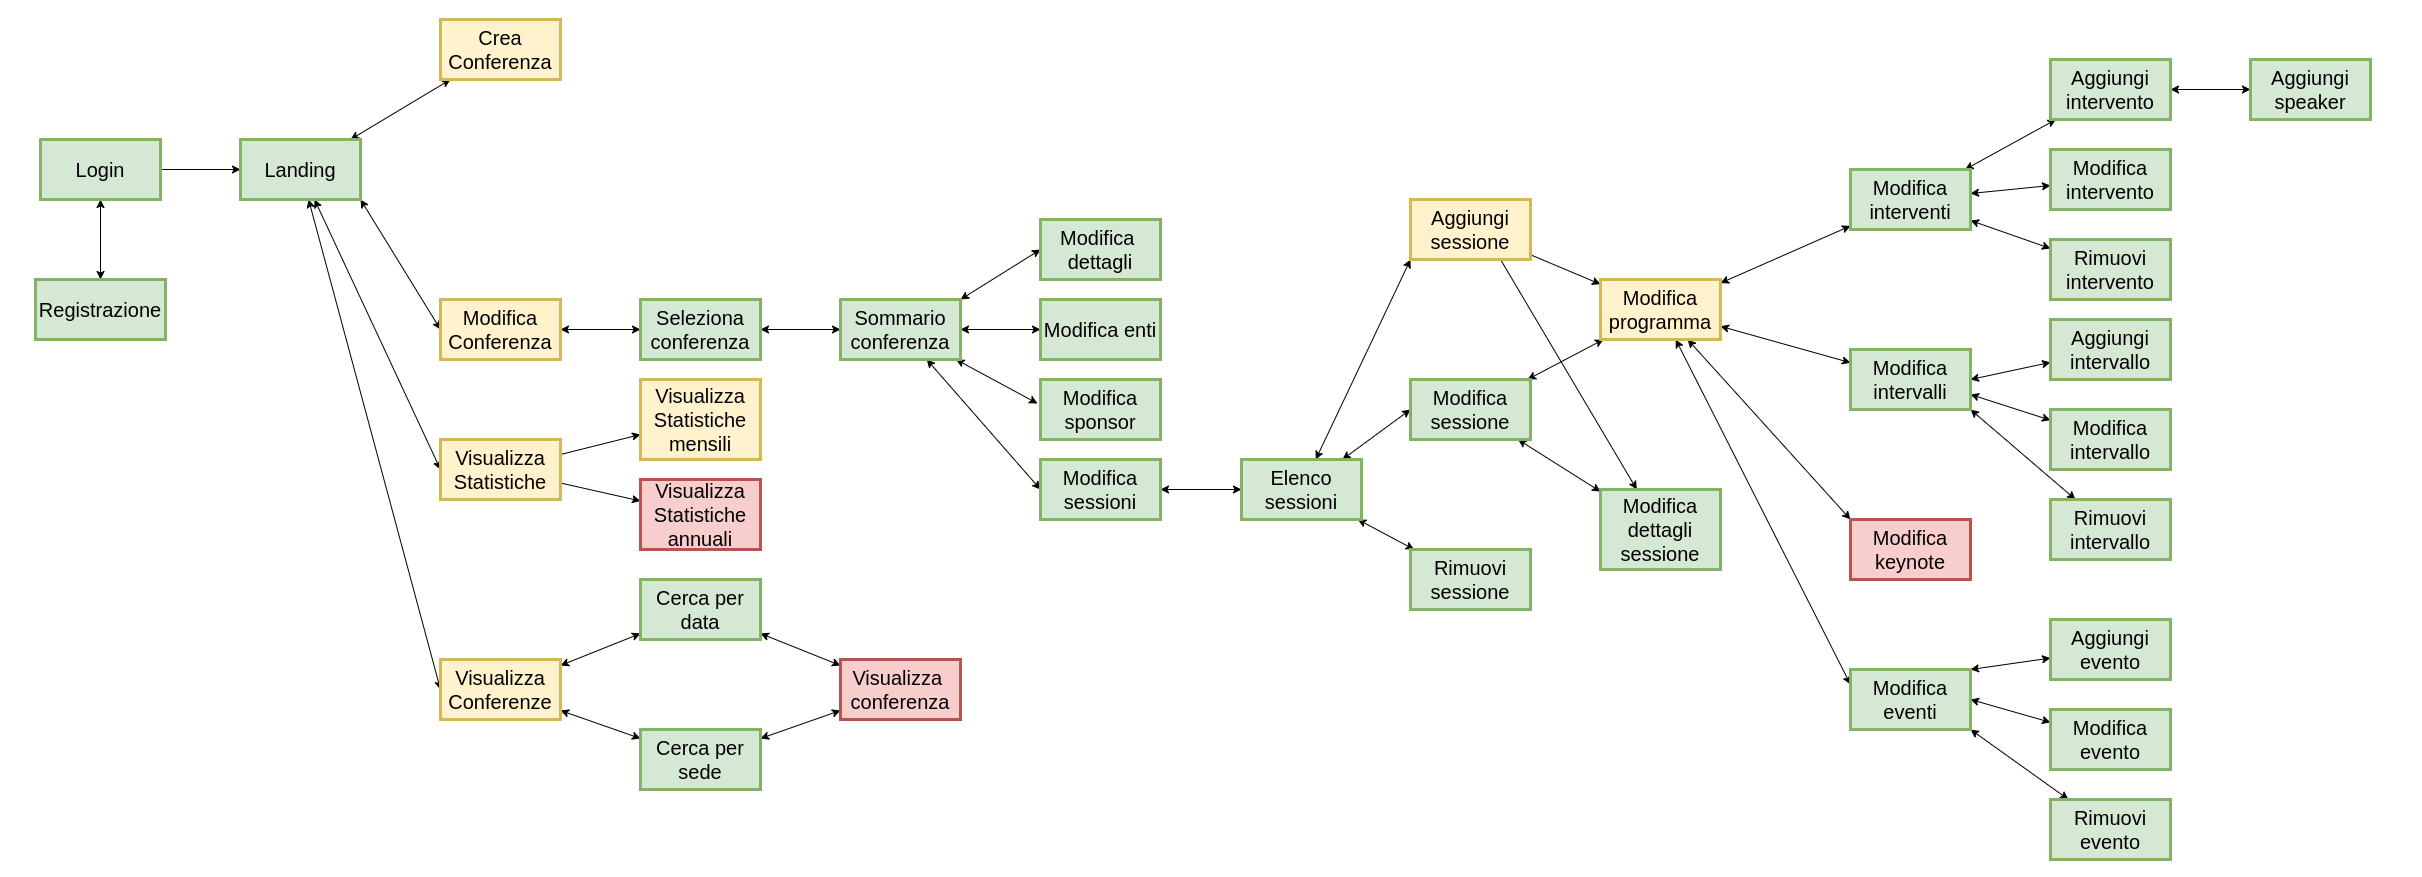 Crea
Conferenza
Login
Landing
Registrazione
Modifica
Conferenza
Seleziona
conferenza
Sommario
conferenza
Modifica
dettagli
Modifica enti
Modifica
sponsor
Modifica
sessioni
Visualizza
Statistiche
Visualizza
Statistiche
mensili
Visualizza
Statistiche
annuali
Visualizza
Conferenze
Cerca per
data
Cerca per
sede
Visualizza
conferenza
Elenco
sessioni
Aggiungi
sessione
Modifica
sessione
Rimuovi
sessione
Modifica
programma
Modifica
dettagli
sessione
Modifica
interventi
Aggiungi
intervento
Aggiungi
speaker
Modifica
intervento
Rimuovi
intervento
Modifica
intervalli
Aggiungi
intervallo
Modifica
intervallo
Rimuovi
intervallo
Modifica
keynote
Modifica
eventi
Aggiungi
evento
Modifica
evento
Rimuovi
evento